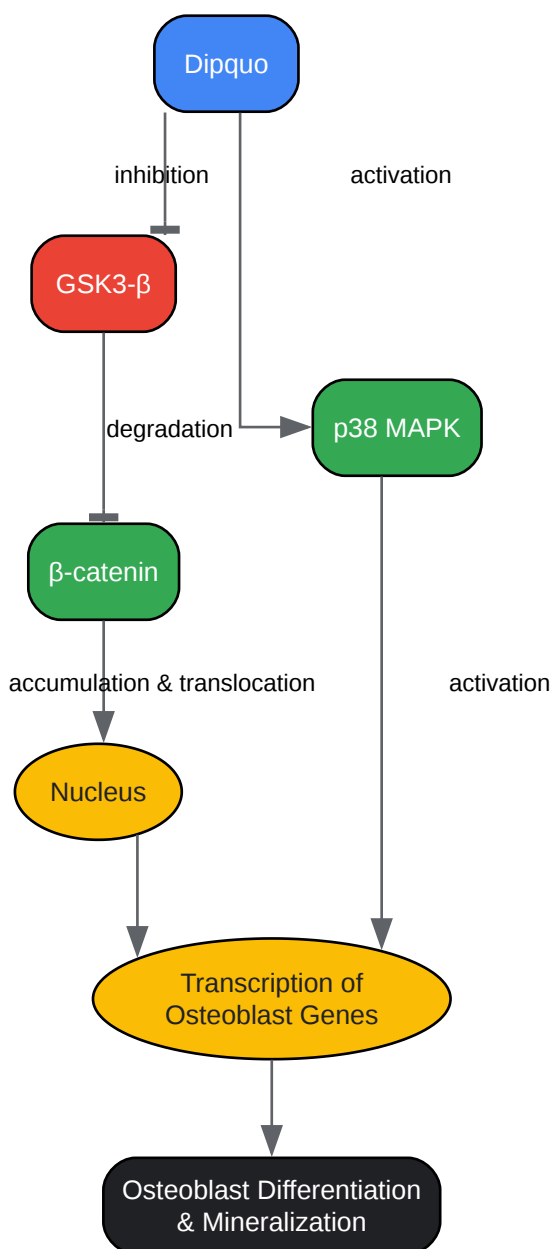 Dipquo
inhibition
activation
GSK3-β
degradation
p38 MAPK
β-catenin
accumulation & translocation
activation
Nucleus
Transcription of
Osteoblast Genes
Osteoblast Differentiation
& Mineralization